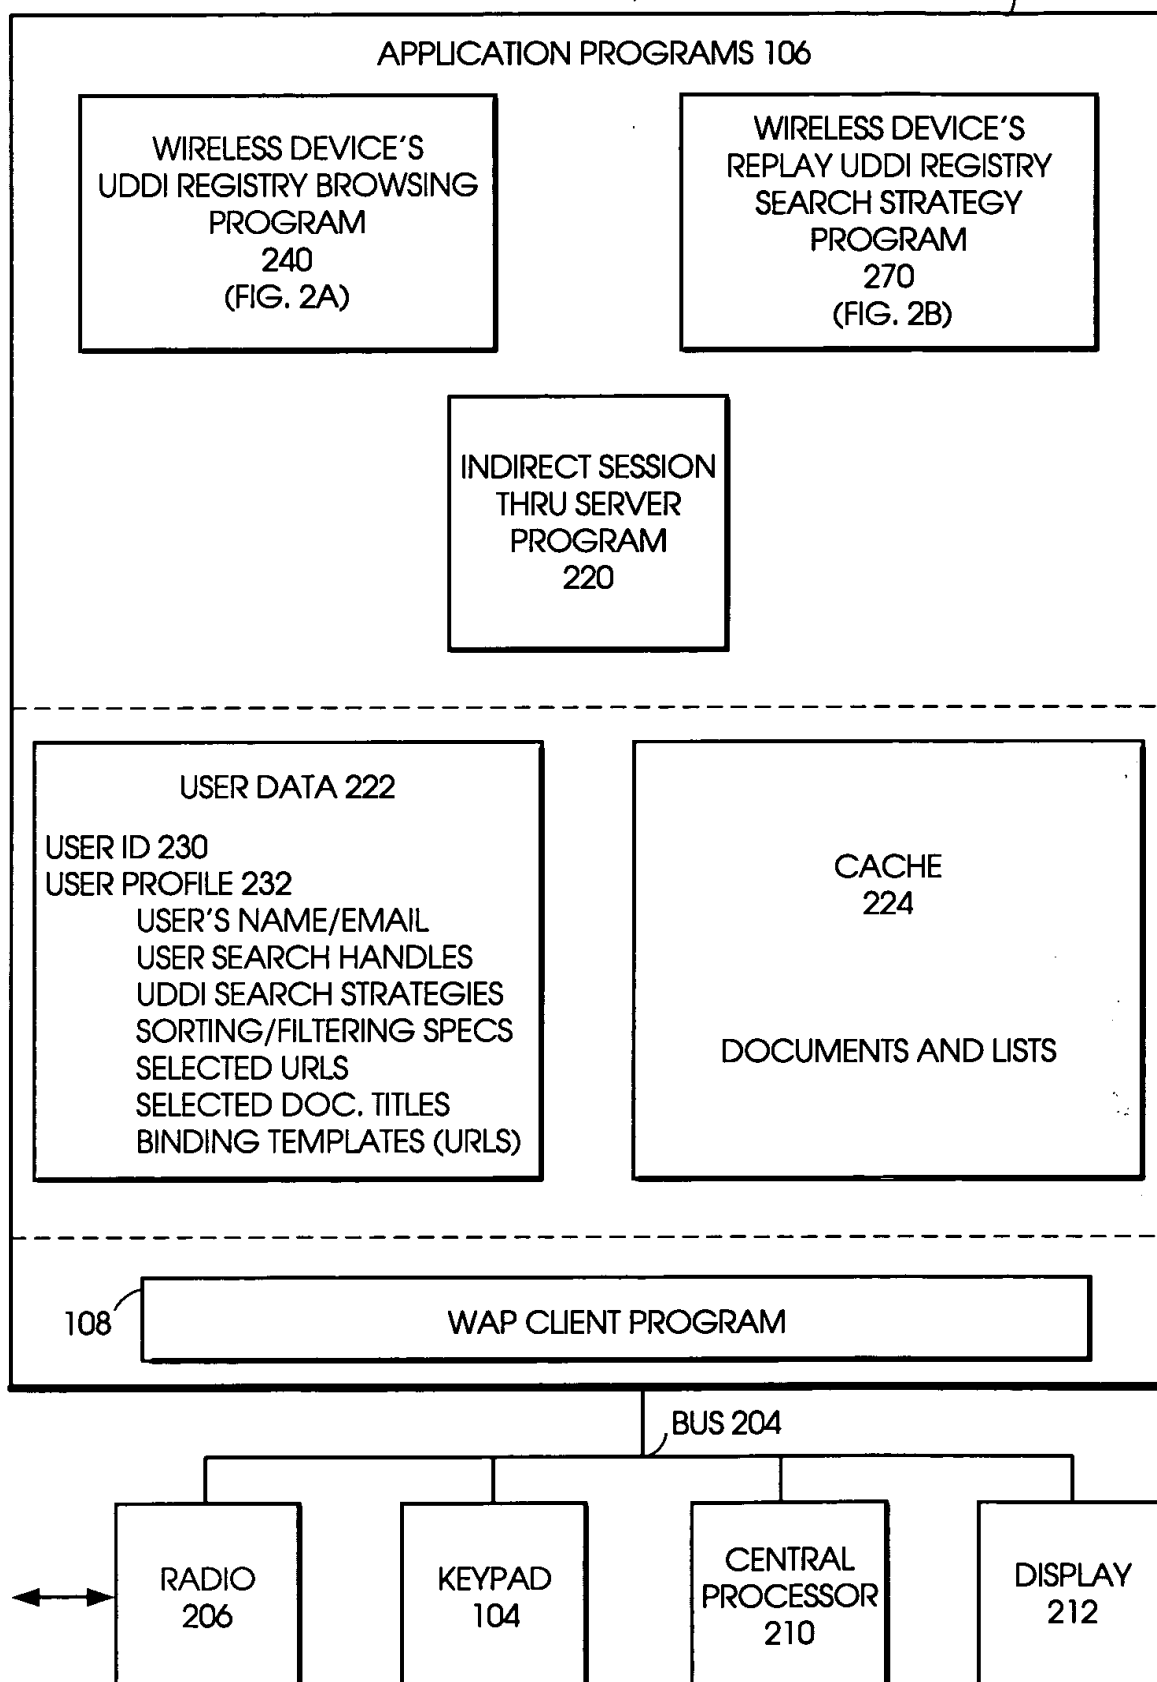 APPLICATION PROGRAMS 106
WIRELESS DEVICE'S
UDDI REGISTRY BROWSING
PROGRAM
240
(FIG. 2A)
WIRELESS DEVICE'S
REPLAY UDDI REGISTRY
SEARCH STRATEGY
PROGRAM
270
(FIG. 2B)
INDIRECT SESSION
THRU SERVER
PROGRAM
220
USER DATA 222
USER ID 230
USER PROFILE 232
USER'S NAME/EMAIL
USER SEARCH HANDLES
UDDI SEARCH STRATEGIES
SORTING/FILTERING SPECS
SELECTED URLS
SELECTED DOC. TITLES
BINDING TEMPLATES (URLS)
CACHE
224
DOCUMENTS AND LISTS
108
WAP CLIENT PROGRAM
BUS 204
RADIO
206
KEYPAD
104
CENTRAL
PROCESSOR
210
DISPLAY
212